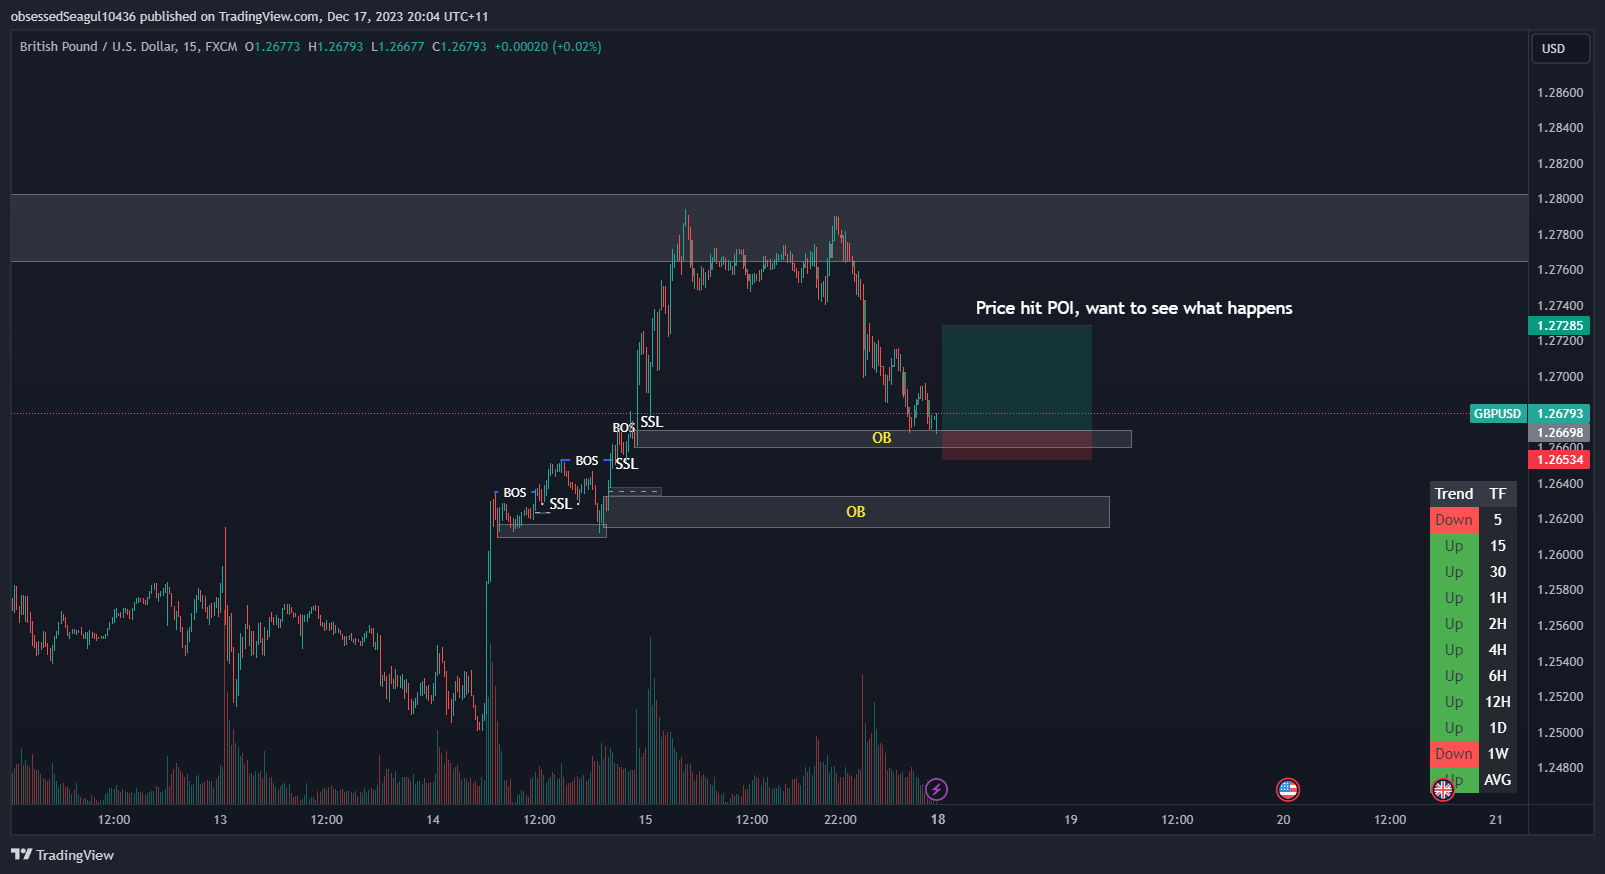 obsessedSeagul10436 published on TradingView.com, Dec 17, 2023 20:04 UTC+11
British Pound / U.S. Dollar, 15, FXCM O1.26773 H1.26793 L1.26677 C1.26793 +0.00020 (+0.02%)
USD
1.28600
1.28400
1.28200
1.28000
1.27800
1.27600
1.27400
Price hit POI, want to see what happens
1.27285
1.27200
1.27000
GBPUSD 1.26793
BOS SSL
1.26698
OB
1.26600
BOS SSL
1.26534
1.26400
BOS SSL
OB
1.26200
1.26000
1.25800
1.25600
1.25400
1.25200
1.25000
1.24800
Trend TF
Down 5
Up 15
Up 30
Up 1H
Up 2H
Up 4H
Up 6H
Up 12H
Up 1D
Down 1W
Up AVG
12:00 13 12:00 14 12:00 15 12:00 22:00 18 19 12:00 20 12:00 21
TradingView